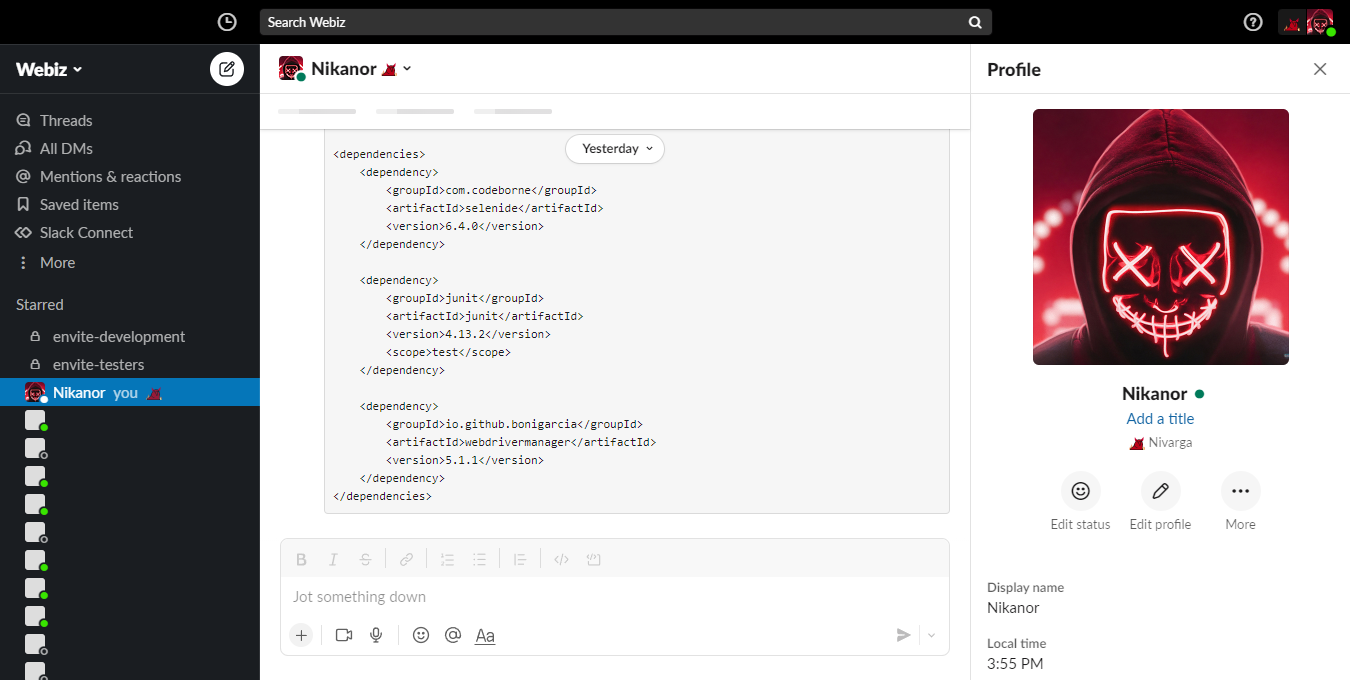 Search Webiz
Webiz
Threads
All DMs
Mentions & reactions
Saved items
Slack Connect
More
Starred
envite-development
envite-testers
Nikanor you
Nikanor
Yesterday
<dependencies>
    <dependency>
        <groupId>com.codeborne</groupId>
        <artifactId>selenide</artifactId>
        <version>6.4.0</version>
    </dependency>

    <dependency>
        <groupId>junit</groupId>
        <artifactId>junit</artifactId>
        <version>4.13.2</version>
        <scope>test</scope>
    </dependency>

    <dependency>
        <groupId>io.github.bonigarcia</groupId>
        <artifactId>webdrivermanager</artifactId>
        <version>5.1.1</version>
    </dependency>
</dependencies>
B I S
Jot something down
Aa
Profile
Nikanor
Add a title
Nivarga
Edit status Edit profile More
Display name
Nikanor
Local time
3:55 PM